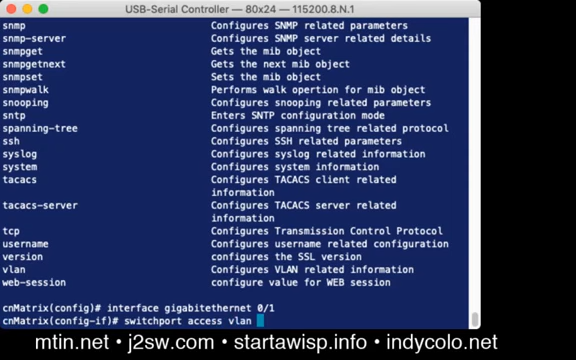 USB-Serial Controller — 80x24 — 115200.8.N.1
snmp Configures SNMP related parameters
snmp-server Configures SNMP server related details
snmpget Gets the mib object
snmpgetnext Gets the next mib object
snmpset Sets the mib object
snmpwalk Performs walk opertion for mib object
snooping Configures snooping related parameters
sntp Enters SNTP configuration mode
spanning-tree Configures spanning tree related protocol
ssh Configures SSH related parameters
syslog Configures syslog related information
system Configures system information
tacacs Configures TACACS client related
information
tacacs-server Configures TACACS server related
information
tcp Configures Transmission Control Protocol
username Configures username related configuration
version configures the SSL version
vlan Configures VLAN related information
web-session configure value for WEB session
cnMatrix(config)# interface gigabitethernet 0/1
cnMatrix(config-if)# switchport access vlan
mtin.net • j2sw.com • startawisp.info • indycolo.net